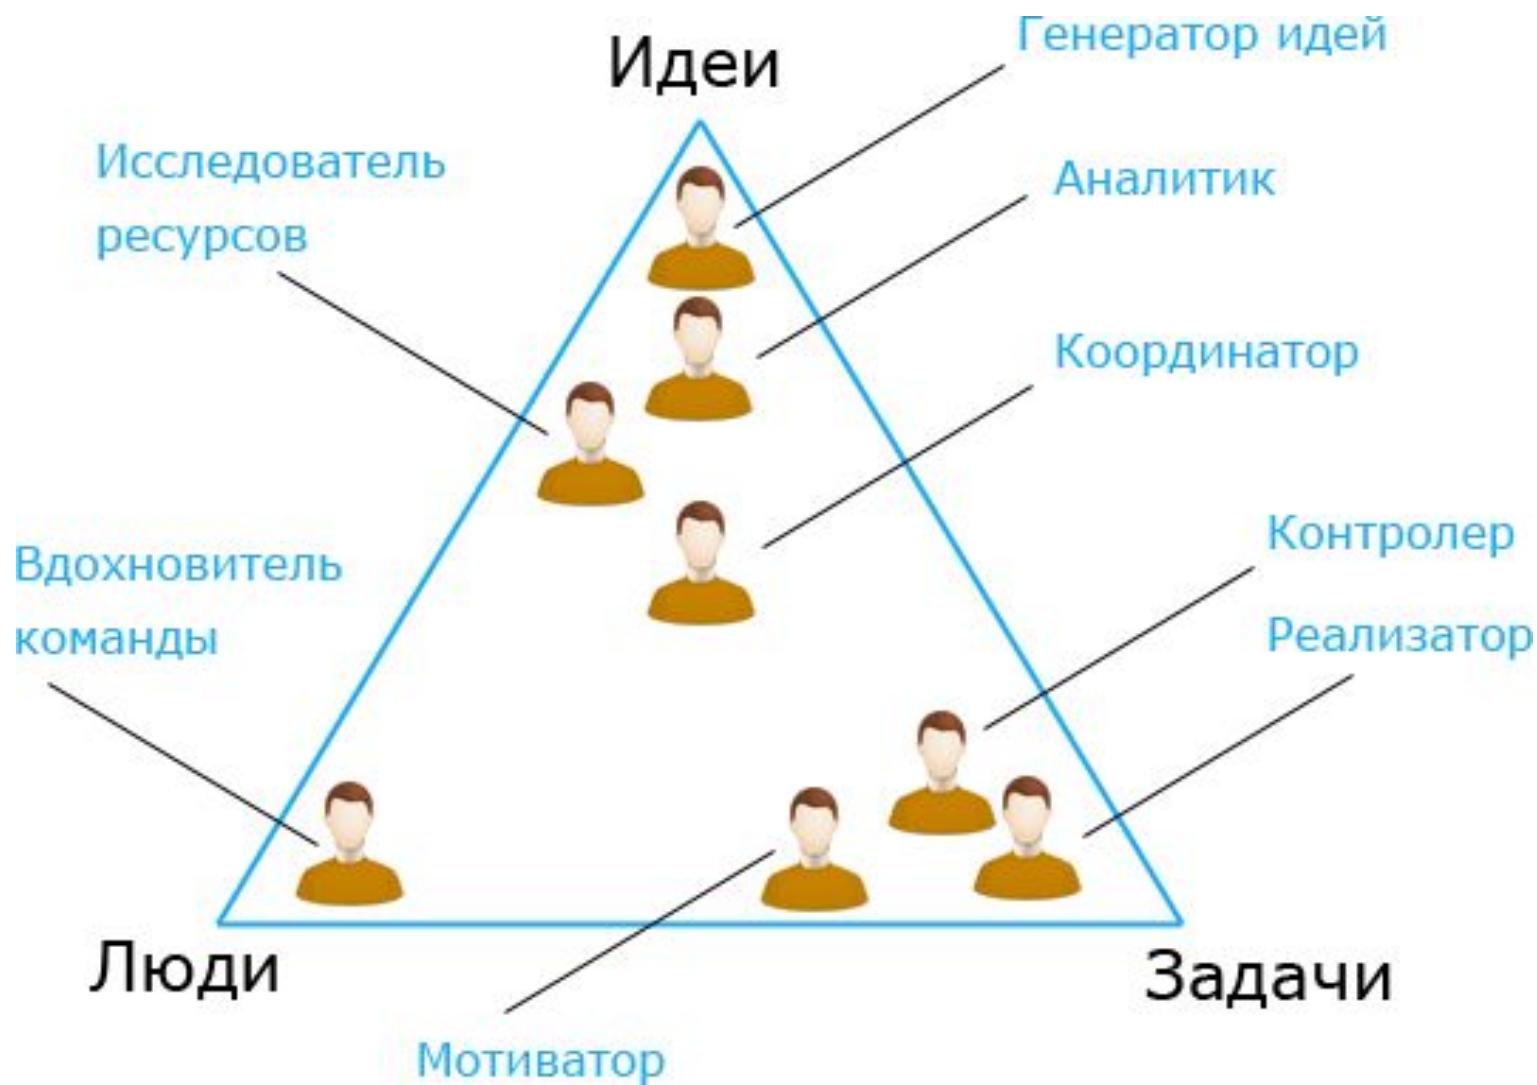 Генератор идей
Идеи
Исследователь
ресурсов
Аналитик
Координатор
Контролер
Вдохновитель
команды
Реализатор
Люди
Задачи
Мотиватор